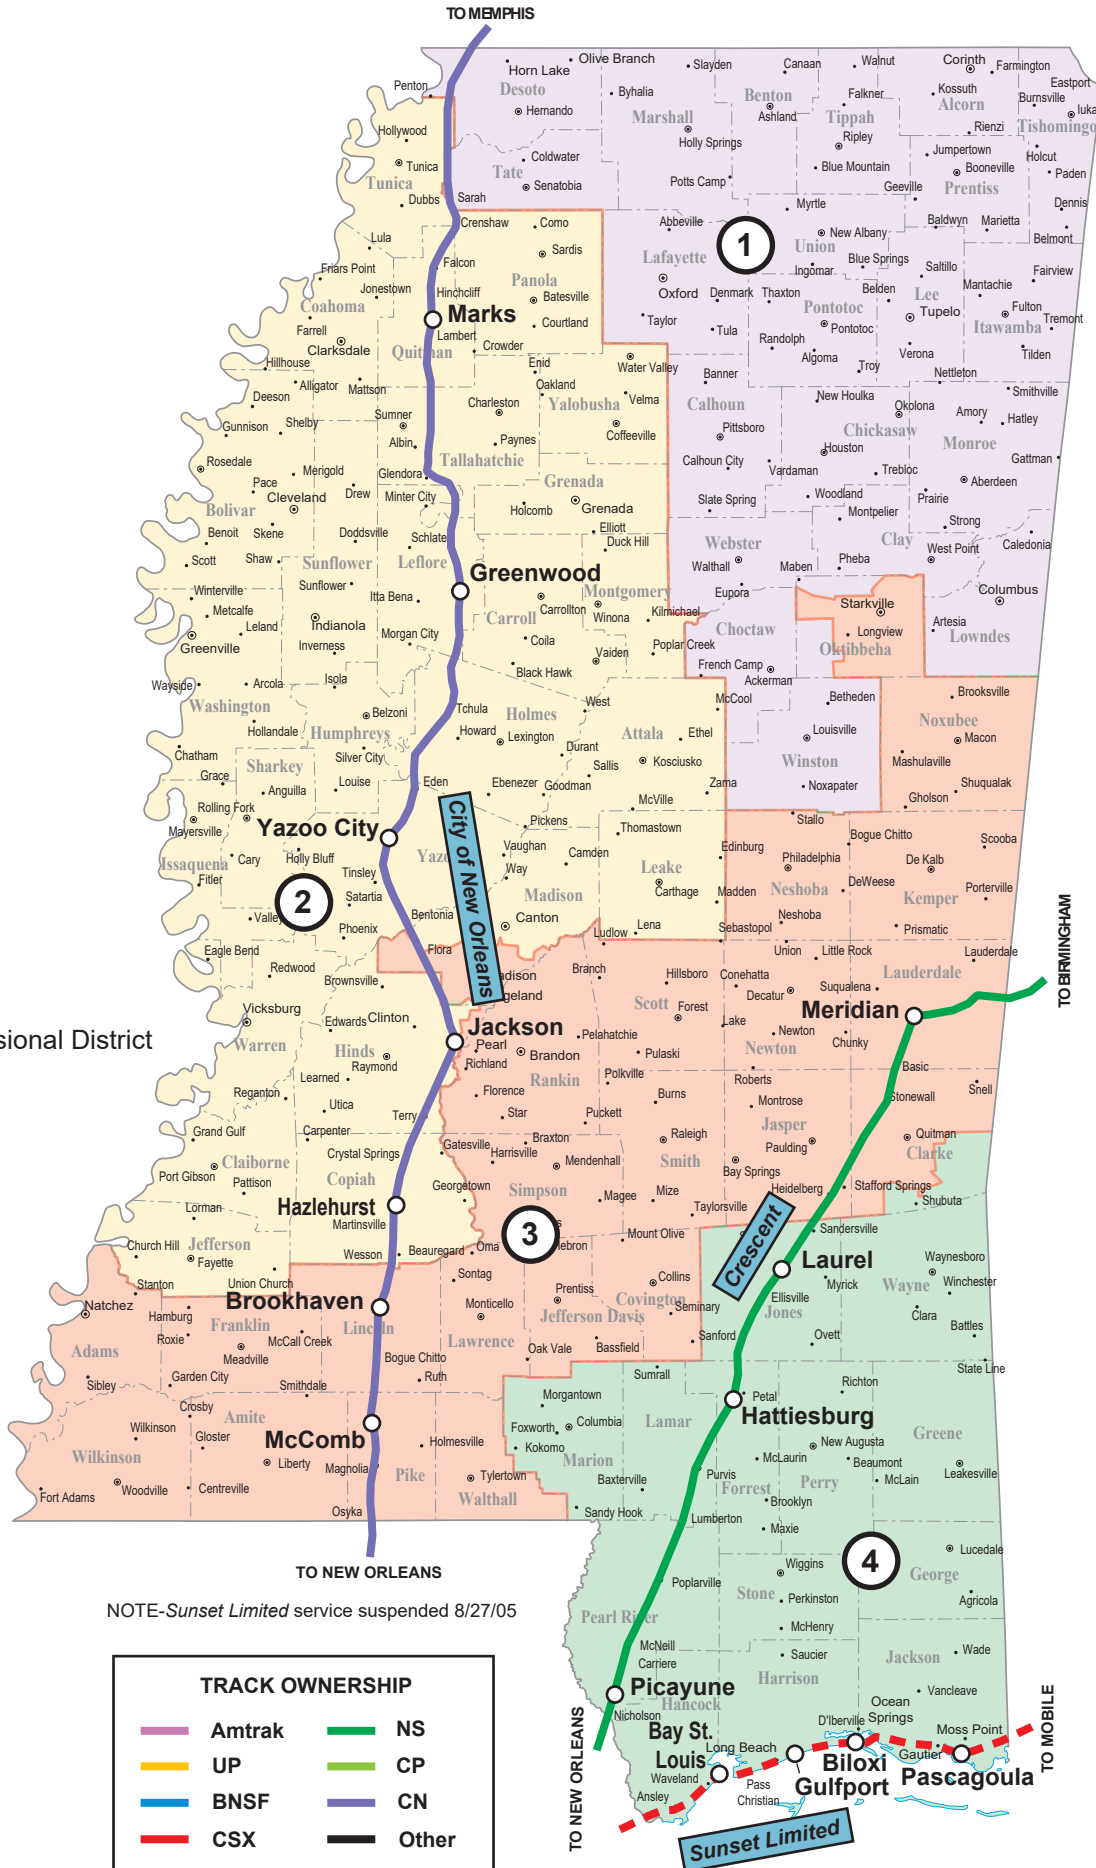 TO MEMPHIS
Olive Branch
Slayden
Canaan
Walnut
Corinth
Horn Lake
Farmington
Desoto
Eastport
Penton
Byhalia
Benton
Falkner
Kossuth
Alcorn
Burnsville
Hernando
Marshall
Ashland
Tippah
Iuka
Hollywood
Holly Springs
Ripley
Rienzi
Tishomingo
Coldwater
Jumpertown
Holcut
Tunica
Tate
Blue Mountain
Booneville
Paden
Tunica
Senatobia
Potts Camp
Geeville
Prentiss
Dubbs
Sarah
Myrtle
Dennis
Crenshaw
Como
Abbeville
1
Union
New Albany
Baldwyn
Marietta
Belmont
Lula
Sardis
Lafayette
Blue Springs
Saltillo
Fairview
Friars Point
Falcon
Panola
Ingomar
Mantachie
Jonestown
Hinchcliff
Batesville
Oxford
Denmark
Thaxton
Belden
Lee
Coahoma
Marks
Pontotoc
Tupelo
Fulton
Tremont
Farrell
Courtland
Taylor
Tula
Pontotoc
Itawamba
Clarksdale
Lambert
Quitman
Crowder
Randolph
Algoma
Verona
Tilden
Hillhouse
Enid
Water Valley
Banner
Troy
Nettleton
Alligator
Mattson
Oakland
Velma
Smithville
Deeson
Charleston
Yalobusha
Calhoun
New Houlka
Okolona
Shelby
Sumner
Amory
Hatley
Gunnison
Albin
Paynes
Coffeeville
Pittsboro
Chickasaw
Monroe
Rosedale
Merigold
Glendora
Tallahatchie
Calhoun City
Houston
Gattman
Pace
Drew
Minter City
Grenada
Vardaman
Trebloc
Aberdeen
Cleveland
Holcomb
Grenada
Slate Spring
Woodland
Prairie
Bolivar
Montpelier
Strong
Benoit
Skene
Doddsville
Schlater
Elliott
Duck Hill
Webster
Clay
Caledonia
Scott
Shaw
Sunflower
Leflore
Walthall
Maben
Pheba
West Point
Winterville
Sunflower
Greenwood
Montgomery
Eupora
Columbus
Metcalfe
Itta Bena
Carrollton
Kilmichael
Starkville
Leland
Indianola
Carroll
Winona
Choctaw
Longview
Artesia
Lowndes
Greenville
Inverness
Morgan City
Coila
Poplar Creek
Oktibbeha
Vaiden
French Camp
Wayside
Arcola
Isola
Black Hawk
Ackerman
Washington
Tchula
West
McCool
Betheden
Brooksville
Belzoni
Holmes
Noxubee
Hollandale
Humphreys
Howard
Lexington
Attala
Ethel
Louisville
Macon
Chatham
Silver City
Durant
Mashulaville
Grace
Sharkey
Sallis
Kosciusko
Winston
Anguilla
Louise
Eden
Ebenezer
Goodman
Zama
Noxapater
Shuqualak
Rolling Fork
McVille
Gholson
Mayersville
Yazoo City
Pickens
Thomastown
Stallo
Bogue Chitto
Scooba
Issaquena
Cary
Holly Bluff
City of New Orleans
Vaughan
Camden
Edinburg
Philadelphia
De Kalb
Fitler
Tinsley
Way
Leake
Neshoba
DeWeese
Porterville
2
Satartia
Madison
Carthage
Madden
Kemper
Bentonia
Canton
Neshoba
Phoenix
Lena
Sebastopol
Prismatic
Eagle Bend
Flora
Ludlow
Union
Little Rock
Lauderdale
Redwood
Branch
Hillsboro
Conehatta
Lauderdale
TO BIRMINGHAM
Brownsville
Scott
Decatur
Suqualena
Vicksburg
Clinton
Forest
Meridian
Edwards
Jackson
Lake
sional District
Warren
Hinds
Pearl
Brandon
Pelahatchie
Newton
Chunky
Raymond
Richland
Pulaski
Newton
Learned
Rankin
Polkville
Roberts
Basic
Reganton
Florence
Burns
Montrose
Stonewall
Snell
Utica
Star
Puckett
Jasper
Grand Gulf
Terry
Carpenter
Braxton
Raleigh
Paulding
Quitman
Crystal Springs
Gatesville
Harrisville
Mendenhall
Smith
Clarke
Claiborne
Bay Springs
Port Gibson
Pattison
Copiah
Georgetown
Simpson
Magee
Mize
Heidelberg
Stafford Springs
Lorman
Hazlehurst
Taylorsville
Shubuta
Martinsville
3
Sandersville
Church Hill
Jefferson
Wesson
Beauregard
Oma
Mount Olive
Crescent
Laurel
Waynesboro
Fayette
Stanton
Union Church
Sontag
Collins
Myrick
Wayne
Winchester
Natchez
Brookhaven
Monticello
Prentiss
Ellisville
Hamburg
Lincoln
Jefferson Davis
Covington
Seminary
Jones
Clara
Franklin
Battles
Adams
Roxie
McCall Creek
Lawrence
Bassfield
Sanford
Ovett
Meadville
Bogue Chitto
Oak Vale
State Line
Sibley
Garden City
Smithdale
Ruth
Sumrall
Richton
Crosby
Morgantown
Petal
Wilkinson
Amite
McComb
Foxworth
Columbia
Lamar
Hattiesburg
Greene
Wilkinson
Gloster
Holmesville
Kokomo
Marion
New Augusta
Liberty
Magnolia
Pike
McLaurin
Beaumont
Woodville
Tylertown
Baxterville
Purvis
Perry
McLain
Leakesville
Fort Adams
Centreville
Walthall
Forrest
Osyka
Sandy Hook
Lumberton
Brooklyn
Maxie
TO NEW ORLEANS
4
Lucedale
Wiggins
Poplarville
Stone
George
NOTE-Sunset Limited service suspended 8/27/05
Perkinston
Agricola
Pearl River
McHenry
TRACK OWNERSHIP
McNeill
Carriere
Saucier
Jackson
Wade
Picayune
Harrison
Amtrak
NS
Hancock
Vancleave
Nicholson
Ocean
Springs
UP
CP
TO NEW ORLEANS
Bay St.
Louis
D'Iberville
Moss Point
Long Beach
Biloxi
Gautier
TO MOBILE
BNSF
CN
Waveland
Gulfport
Pascagoula
Ansley
Pass
Christian
CSX
Other
Sunset Limited